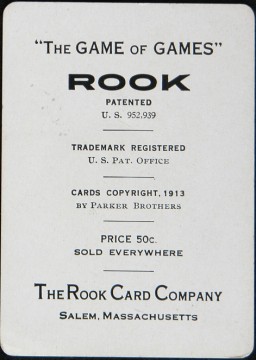 "The GAME OF GAMES"
ROOK
PATENTED
U. S. 952.939
TRADEMARK REGISTERED
U. S. PAT. OFFICE
CARDS COPYRIGHT, 1913
BY PARKER BROTHERS
PRICE 50c.
SOLD EVERYWHERE
THE ROOK CARD COMPANY
SALEM, MASSACHUSETTS